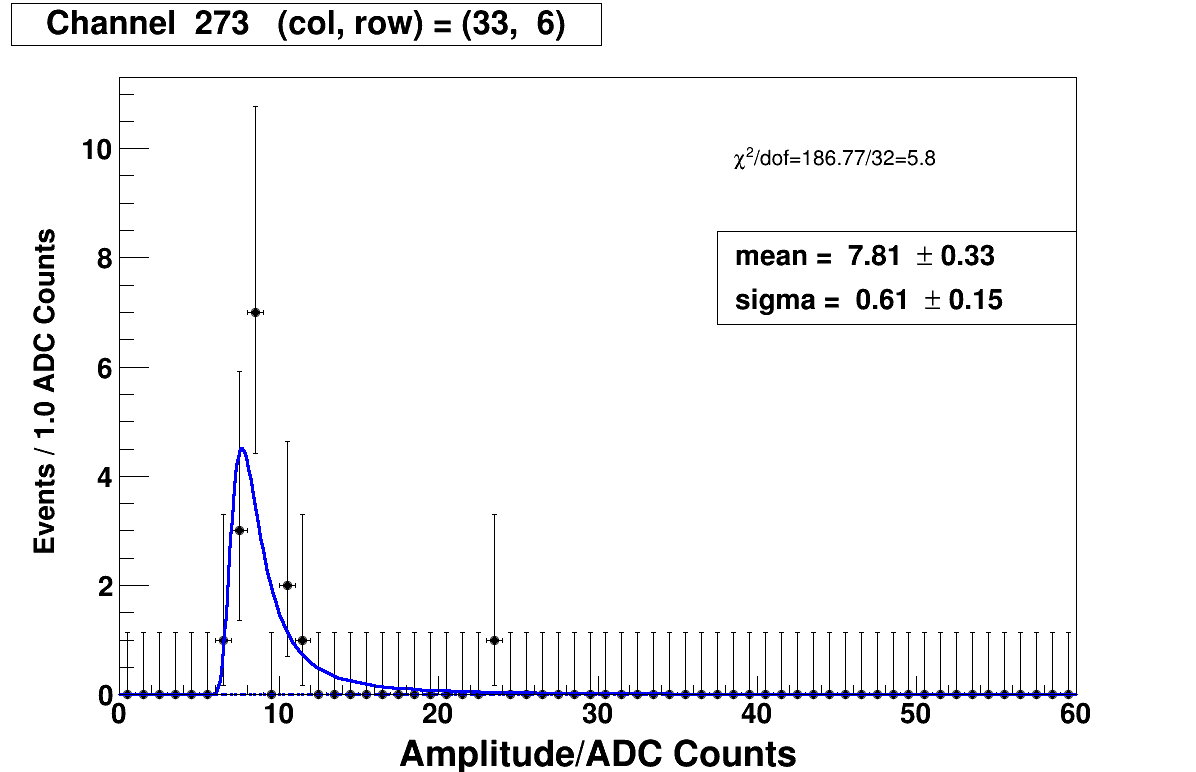 Channel 273 (col, row) = (33, 6)
χ²/dof=186.77/32=5.8
mean = 7.81 ± 0.33
sigma = 0.61 ± 0.15
Events / 1.0 ADC Counts
10
8
6
4
2
0
0 10 20 30 40 50 60
Amplitude/ADC Counts